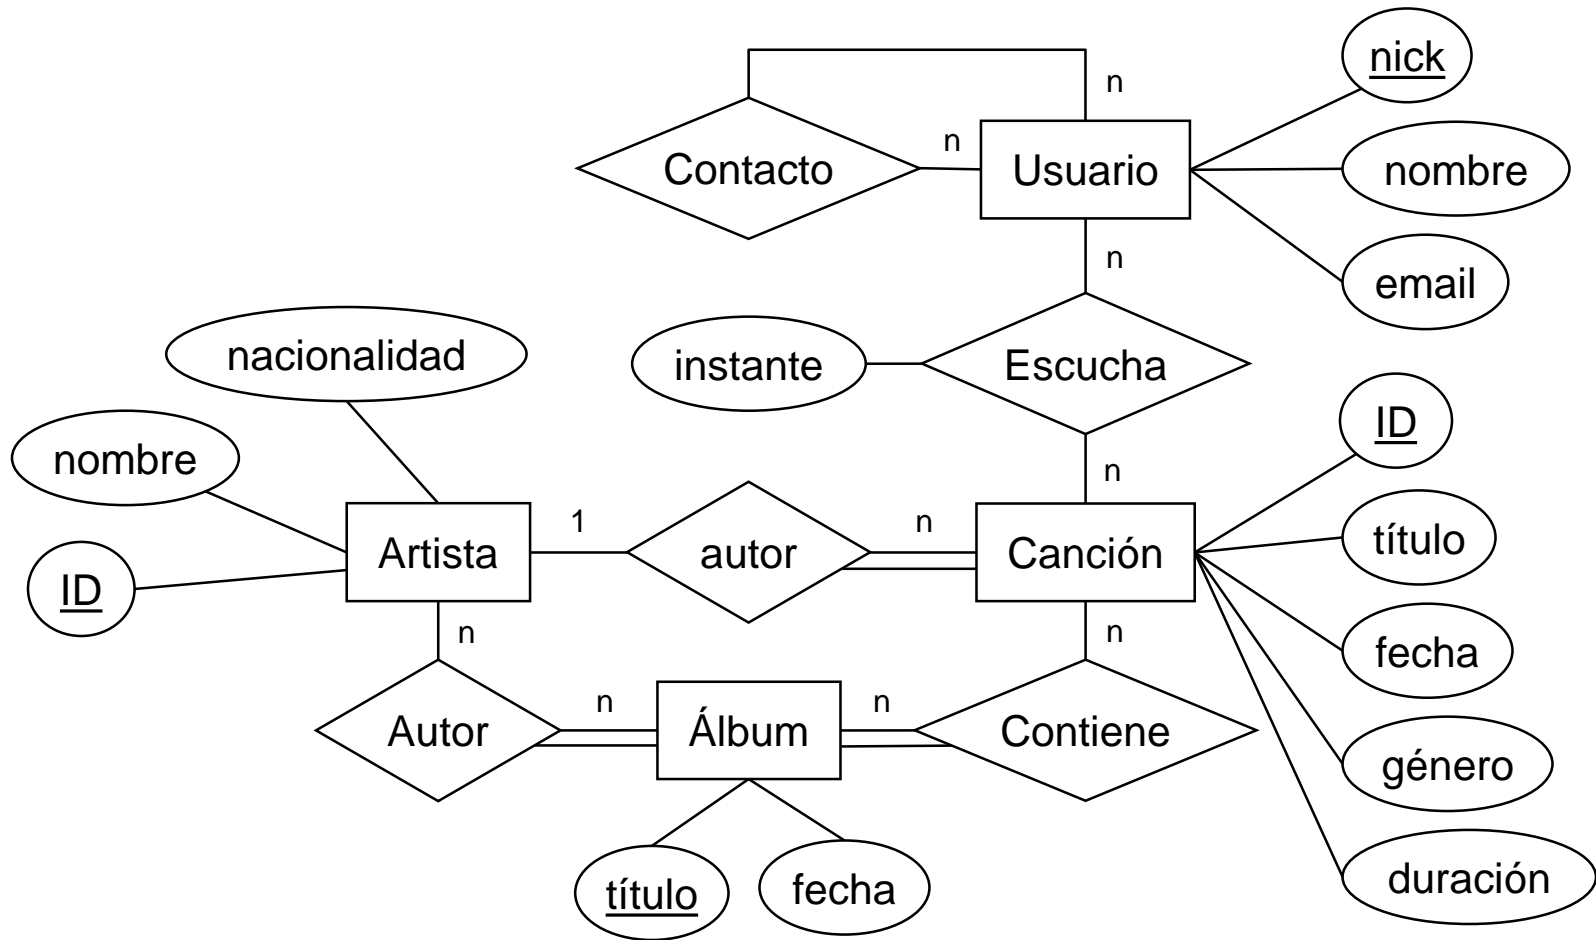 nick
n
n
Contacto
Usuario
nombre
n
email
nacionalidad
instante
Escucha
ID
nombre
n
título
1
n
Artista
autor
Canción
ID
n
n
fecha
n
n
Autor
Álbum
Contiene
género
título
fecha
duración